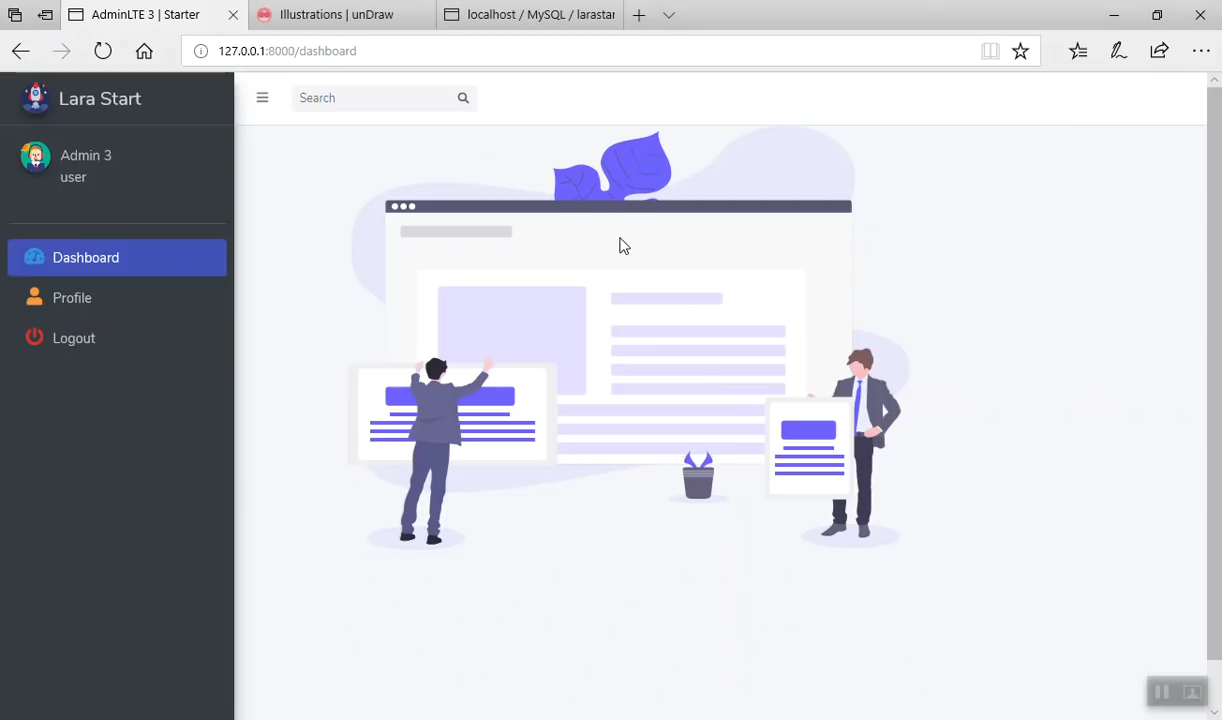 AdminLTE 3 | Starter
Illustrations | unDraw
localhost / MySQL / larastar
127.0.0.1:8000/dashboard
Lara Start
Search
Admin 3
user
Dashboard
Profile
Logout